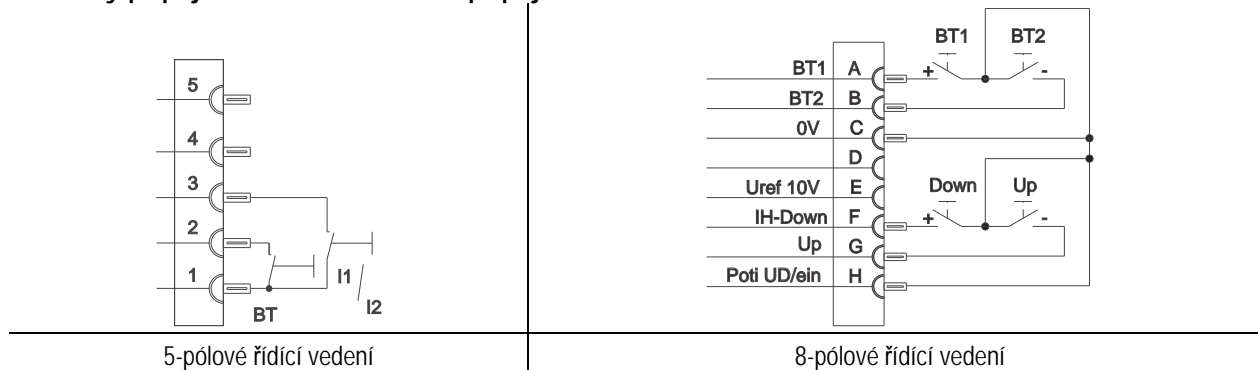 5
4
3
2
1
BT
I1
I2
5-pólové řídící vedení
BT1 BT2
BT1 A + -
BT2 B
0V C
D
Uref 10V E Down Up
IH-Down F + -
Up G
Poti UD/ein H
8-pólové řídící vedení